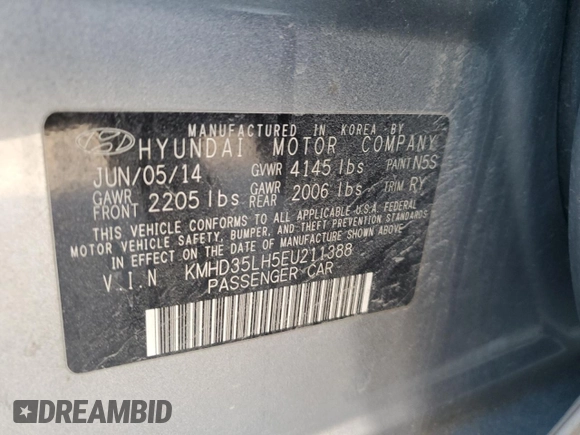 MANUFACTURED IN KOREA BY
HYUNDAI MOTOR COMPANY
JUN/05/14 GVWR 4145 lbs PAINT N5S
GAWR FRONT 2205 lbs GAWR REAR 2006 lbs TRIM RY
THIS VEHICLE CONFORMS TO ALL APPLICABLE U.S.A. FEDERAL
MOTOR VEHICLE SAFETY, BUMPER, AND THEFT PREVENTION STANDARDS
IN EFFECT ON THE DATE OF MANUFACTURE SHOWN ABOVE
V.I.N KMHD35LH5EU211388
PASSENGER CAR
DREAMBID